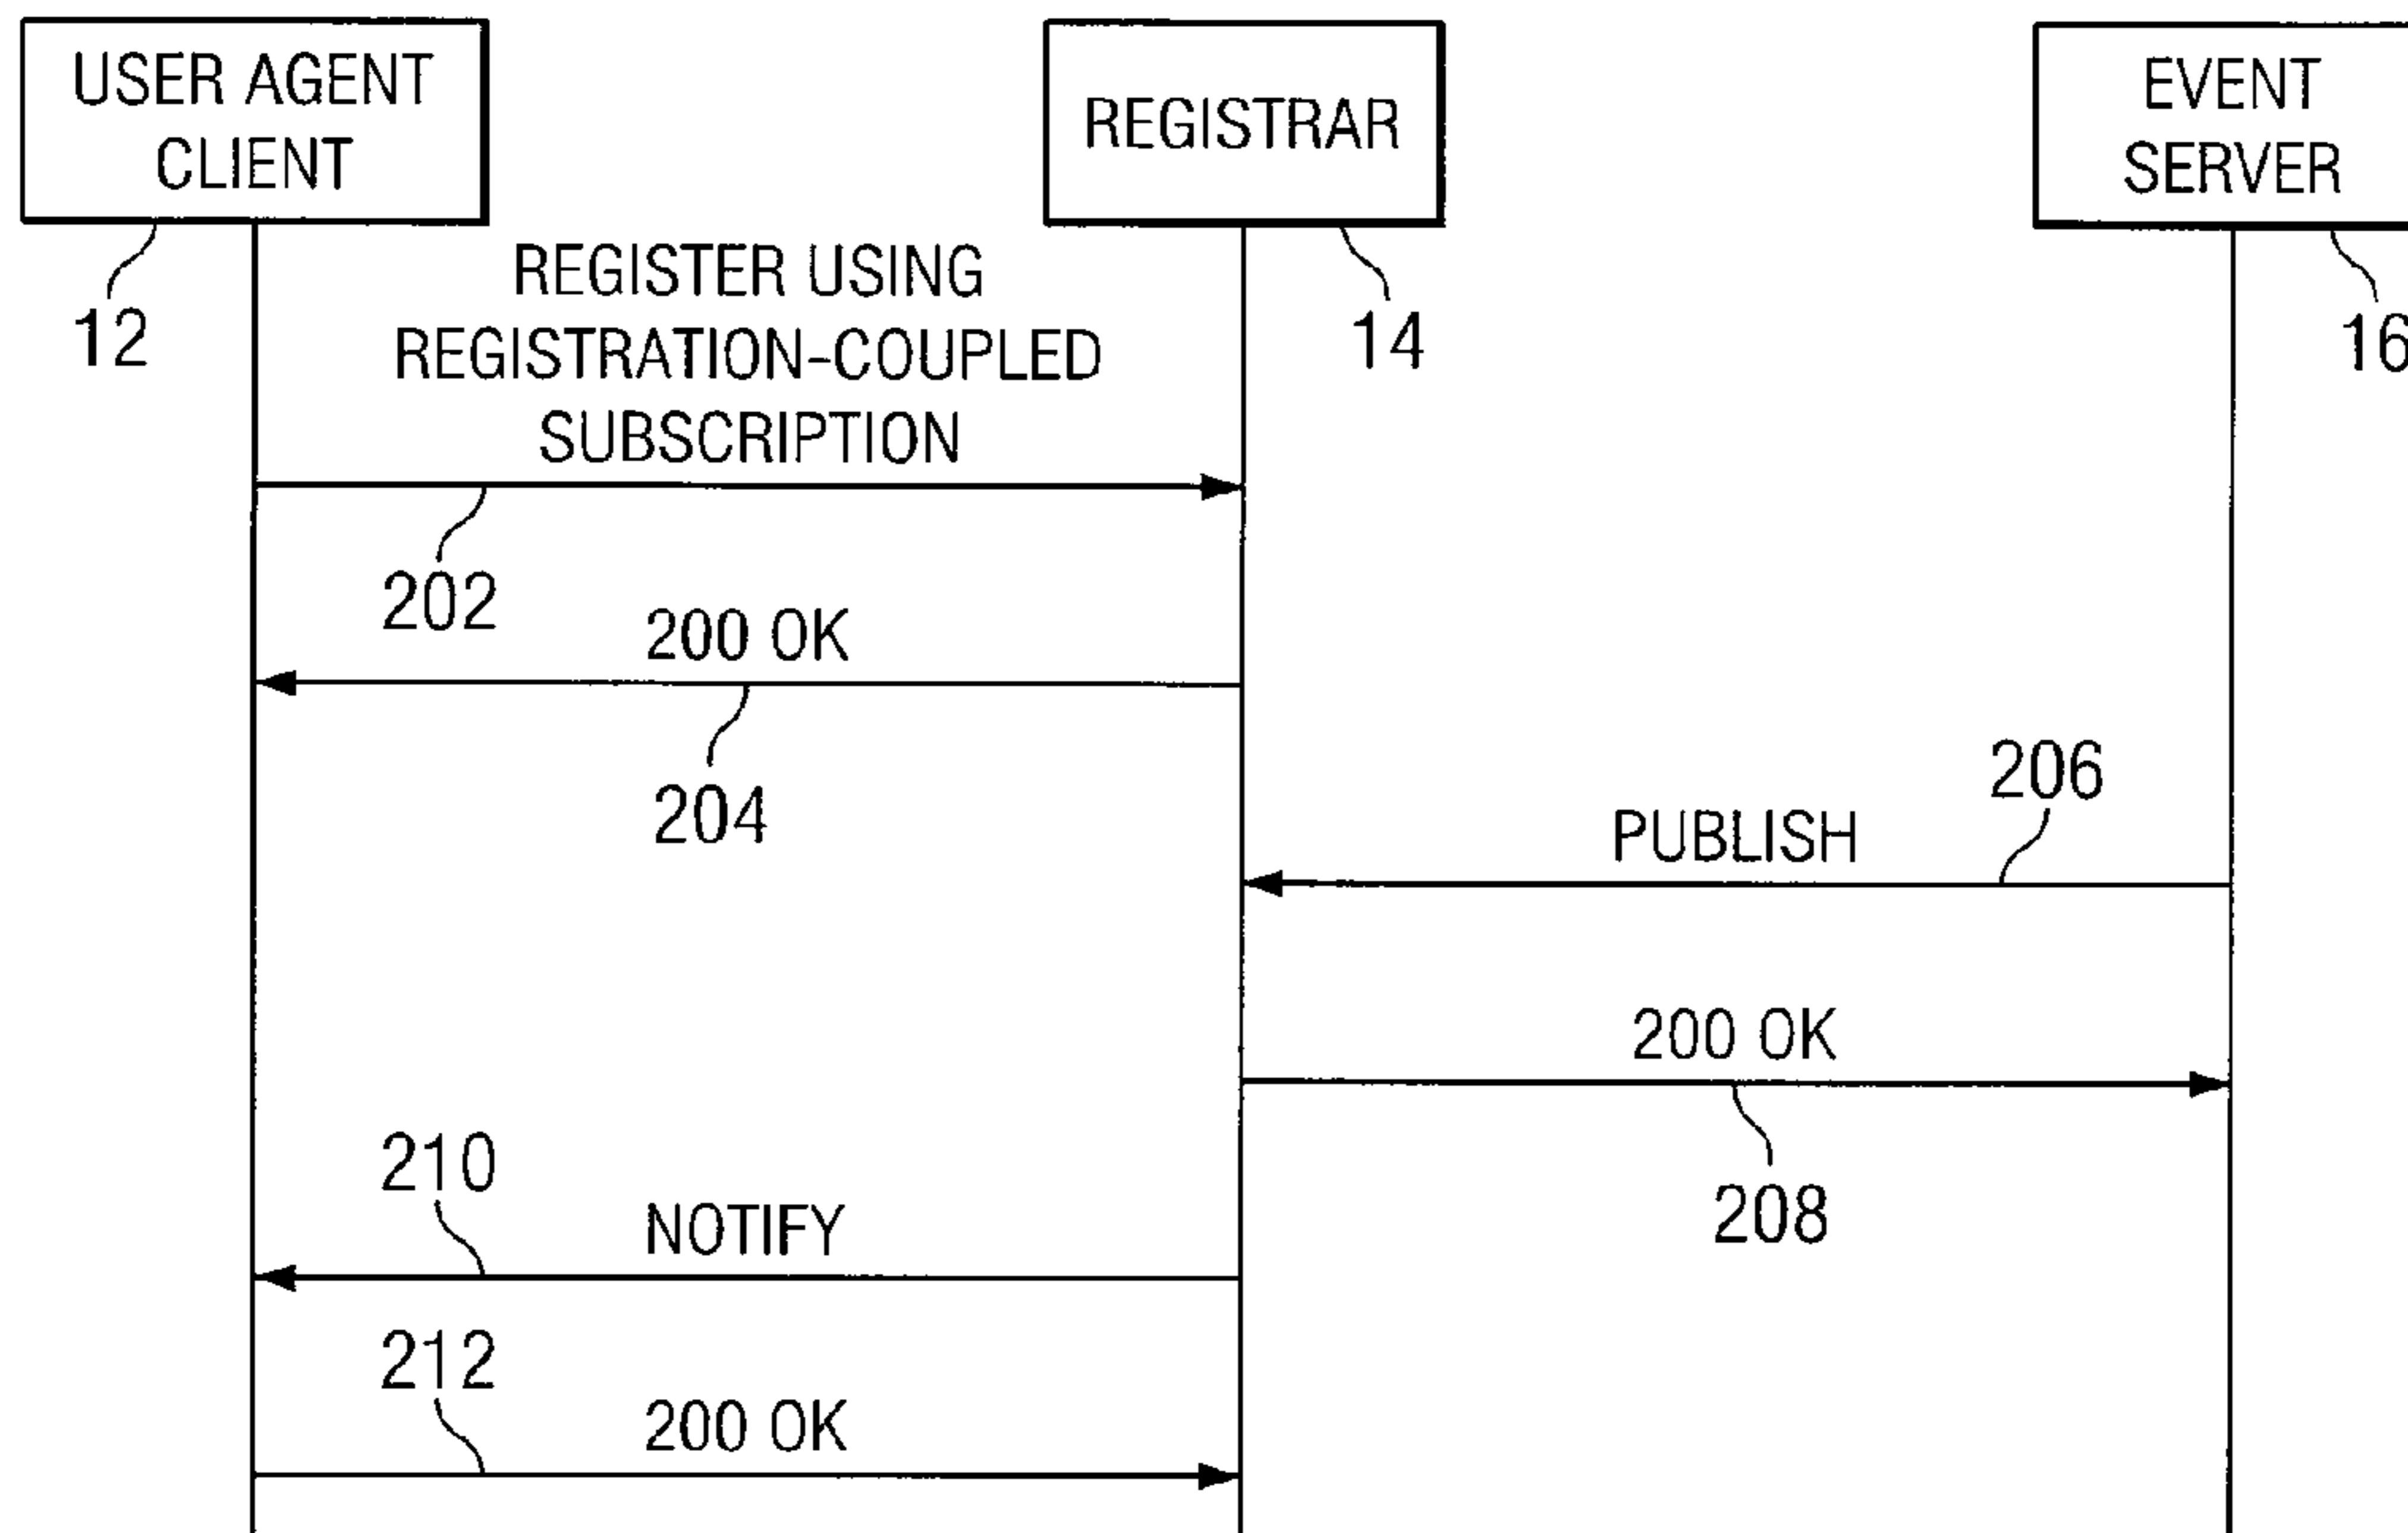 USER AGENT
CLIENT
REGISTRAR
EVENT
SERVER
12
14
16
REGISTER USING
REGISTRATION-COUPLED
SUBSCRIPTION
202
200 OK
204
206
PUBLISH
200 OK
208
210
NOTIFY
212
200 OK